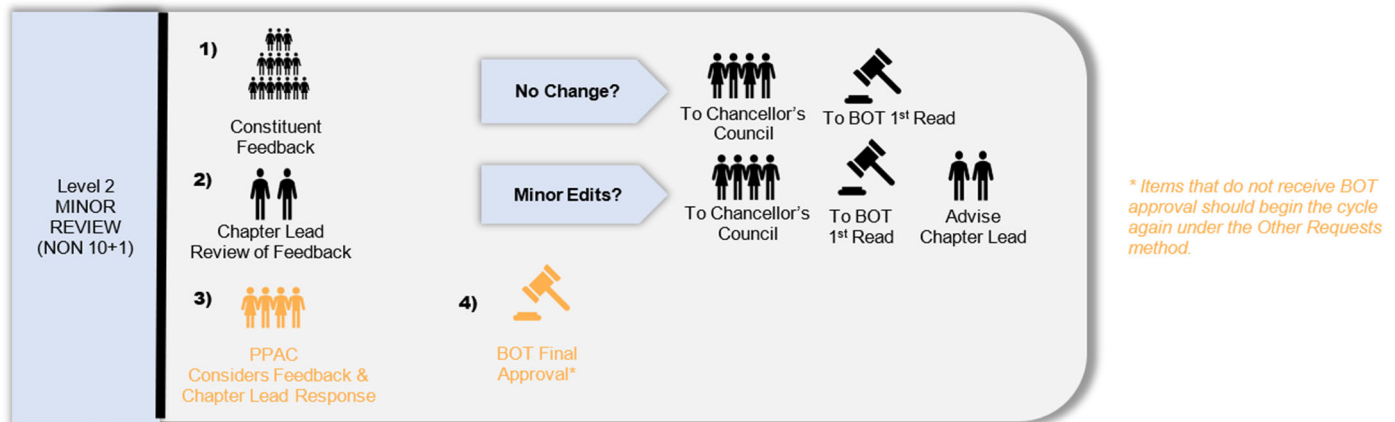 Level 2
MINOR
REVIEW
(NON 10+1)
1)
Constituent
Feedback
2)
Chapter Lead
Review of Feedback
3)
PPAC
Considers Feedback &
Chapter Lead Response
No Change?
To Chancellor's
Council
To BOT 1st Read
Minor Edits?
To Chancellor's
Council
To BOT
1st Read
Advise
Chapter Lead
4)
BOT Final
Approval*
* Items that do not receive BOT
approval should begin the cycle
again under the Other Requests
method.